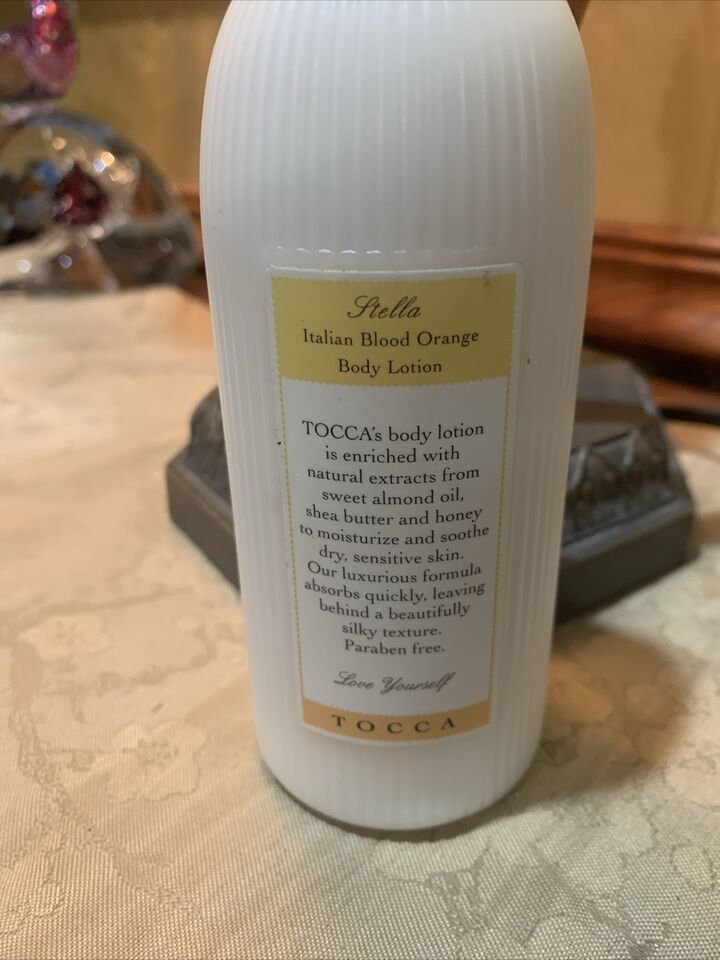 Stella
Italian Blood Orange
Body Lotion
TOCCA's body lotion
is enriched with
natural extracts from
sweet almond oil,
shea butter and honey
to moisturize and soothe
dry, sensitive skin.
Our luxurious formula
absorbs quickly, leaving
behind a beautifully
silky texture.
Paraben free.
Love Yourself
TOCCA